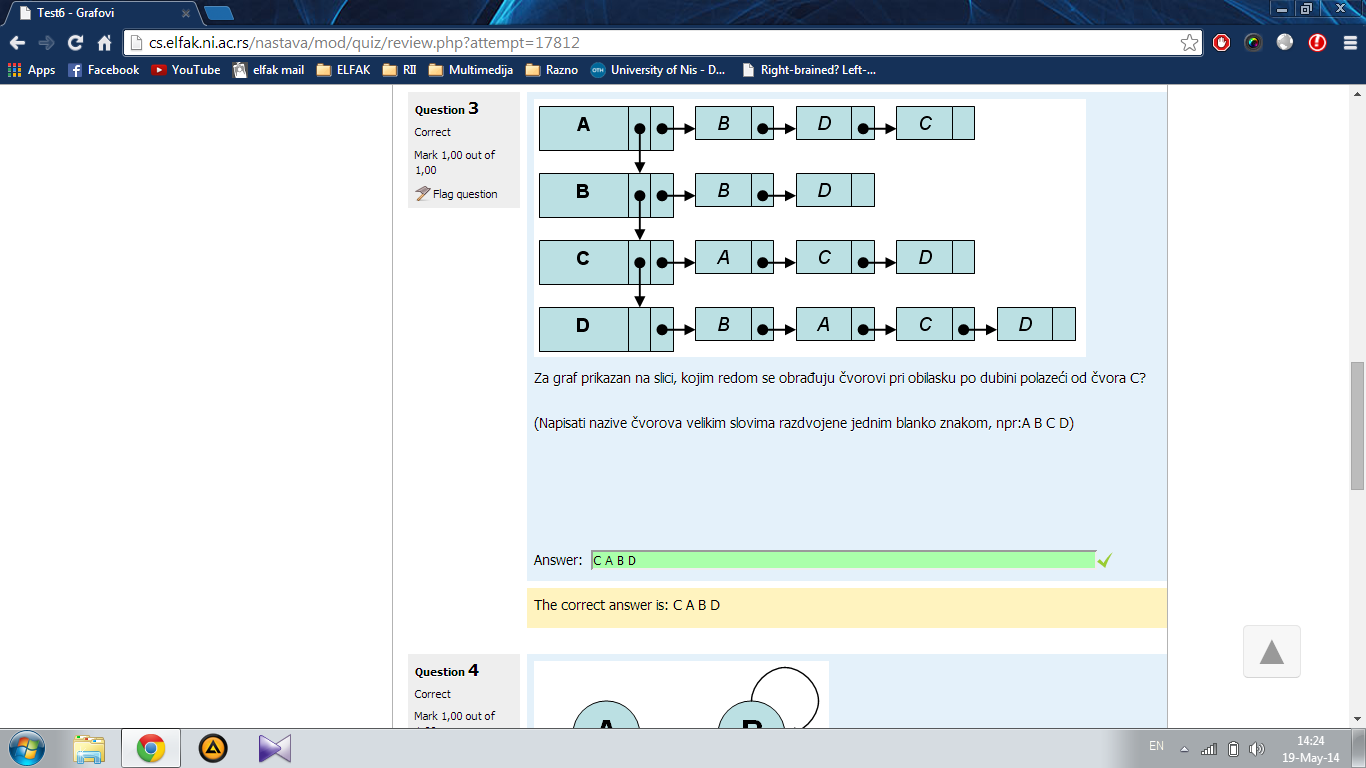 Test6 - Grafovi
cs.elfak.ni.ac.rs/nastava/mod/quiz/review.php?attempt=17812
Apps Facebook YouTube elfak mail ELFAK RII Multimedija Razno University of Nis - D... Right-brained? Left-...
Question 3
Correct
Mark 1,00 out of
1,00
Flag question
A B D C
B B D
C A C D
D B A C D
Za graf prikazan na slici, kojim redom se obrađuju čvorovi pri obilasku po dubini polazeći od čvora C?
(Napisati nazive čvorova velikim slovima razdvojene jednim blanko znakom, npr:A B C D)
Answer: C A B D
The correct answer is: C A B D
Question 4
Correct
Mark 1,00 out of
A B
EN
14:24
19-May-14